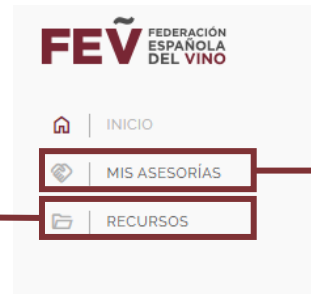 FEV
FEDERACIÓN
ESPAÑOLA
DEL VINO
INICIO
MIS ASESORÍAS
RECURSOS